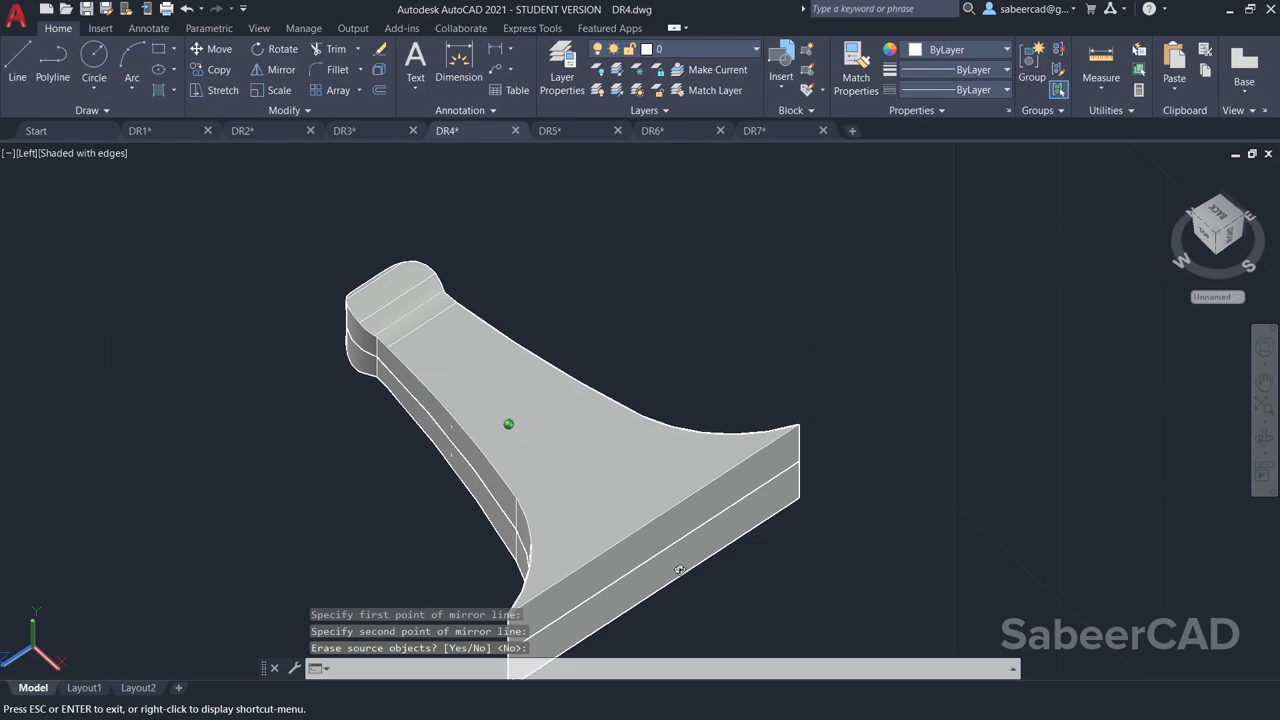 Autodesk AutoCAD 2021 - STUDENT VERSION DR4.dwg
Type a keyword or phrase
sabeercad@g...
Home Insert Annotate Parametric View Manage Output Add-ins Collaborate Express Tools Featured Apps
Line Polyline Circle Arc
Move Rotate Trim
Copy Mirror Fillet
Stretch Scale Array
Text Dimension Table
Layer Properties
0
Make Current
Match Layer
Insert
Match Properties
ByLayer
ByLayer
ByLayer
Group Measure Paste Base
Draw Modify Annotation Layers Block Properties Groups Utilities Clipboard View
Start DR1* DR2* DR3* DR4* DR5* DR6* DR7*
[−][Left][Shaded with edges]
BACK
W S
Unnamed
Specify first point of mirror line:
Specify second point of mirror line:
Erase source objects? [Yes/No] <No>:
SabeerCAD
Y
X
Z
Model Layout1 Layout2
Press ESC or ENTER to exit, or right-click to display shortcut-menu.